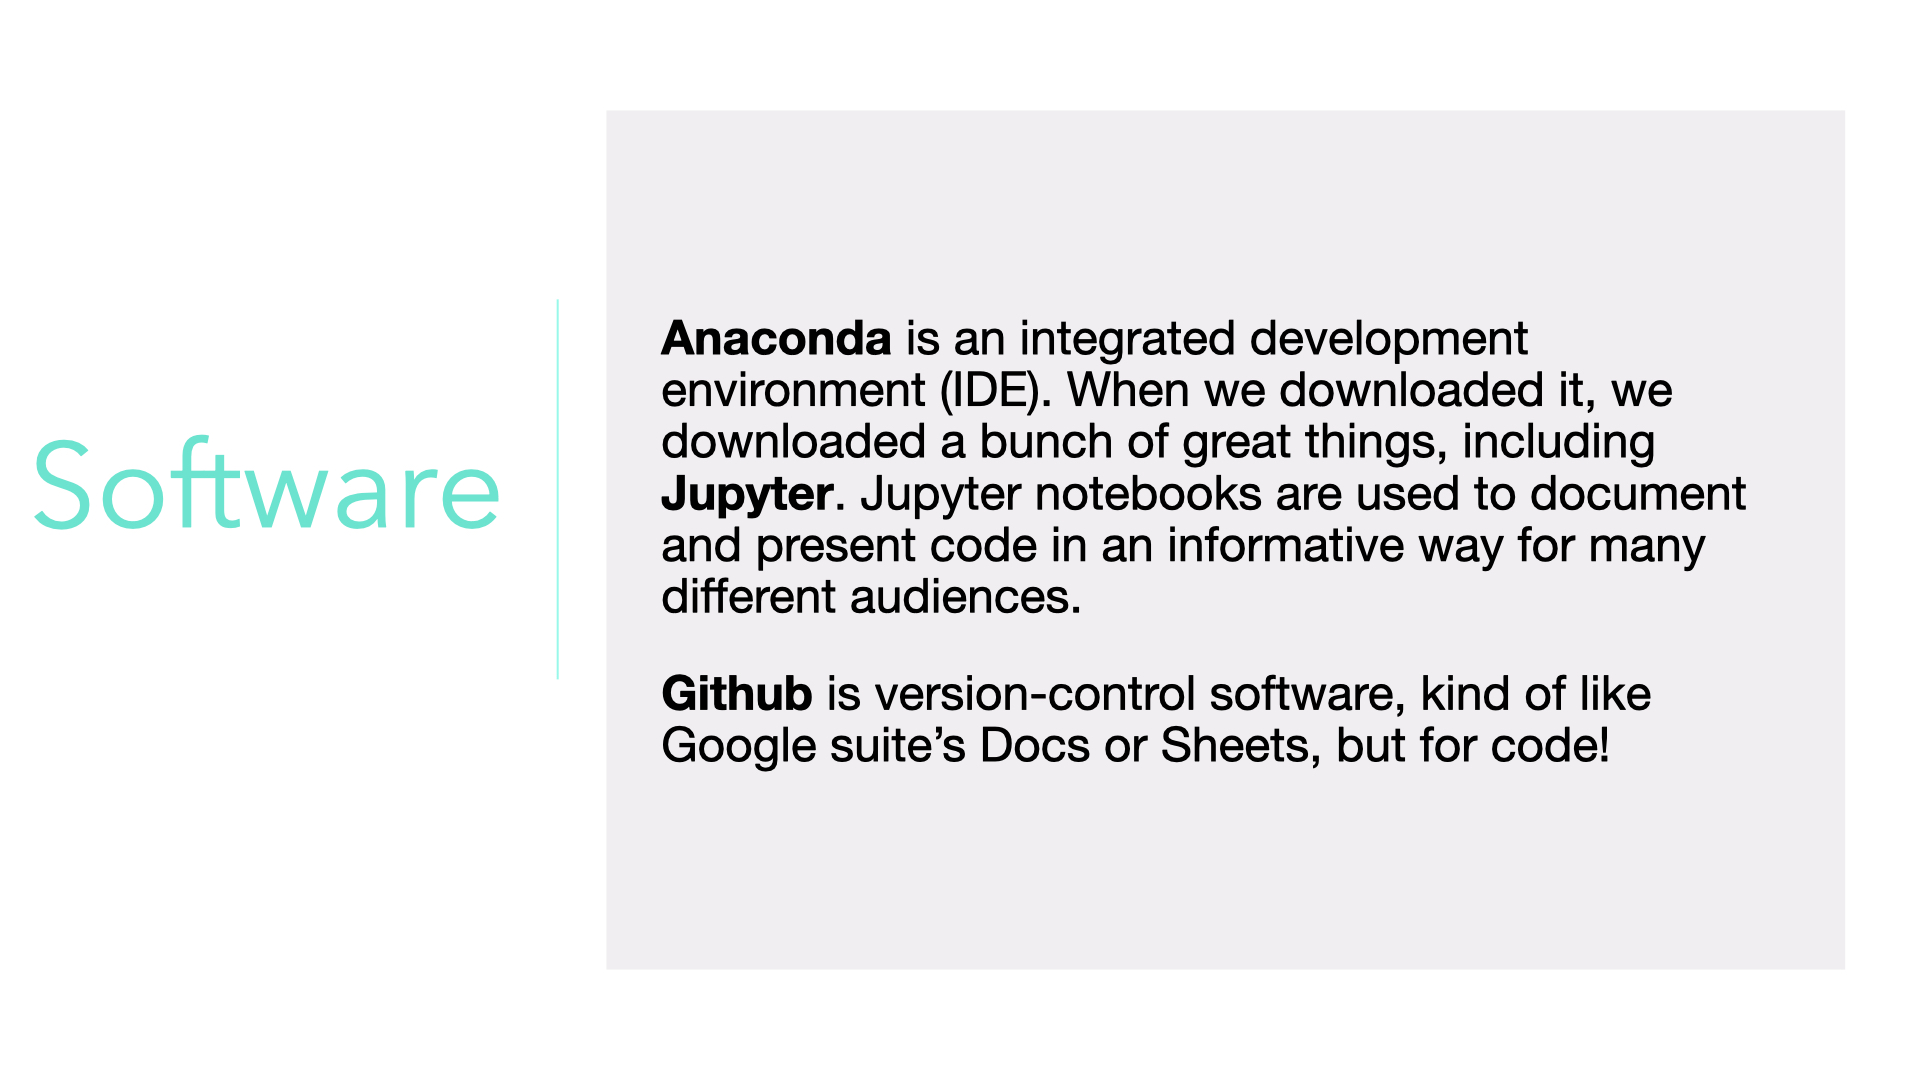 Software
Anaconda is an integrated development
environment (IDE). When we downloaded it, we
downloaded a bunch of great things, including
Jupyter. Jupyter notebooks are used to document
and present code in an informative way for many
different audiences.
Github is version-control software, kind of like
Google suite’s Docs or Sheets, but for code!